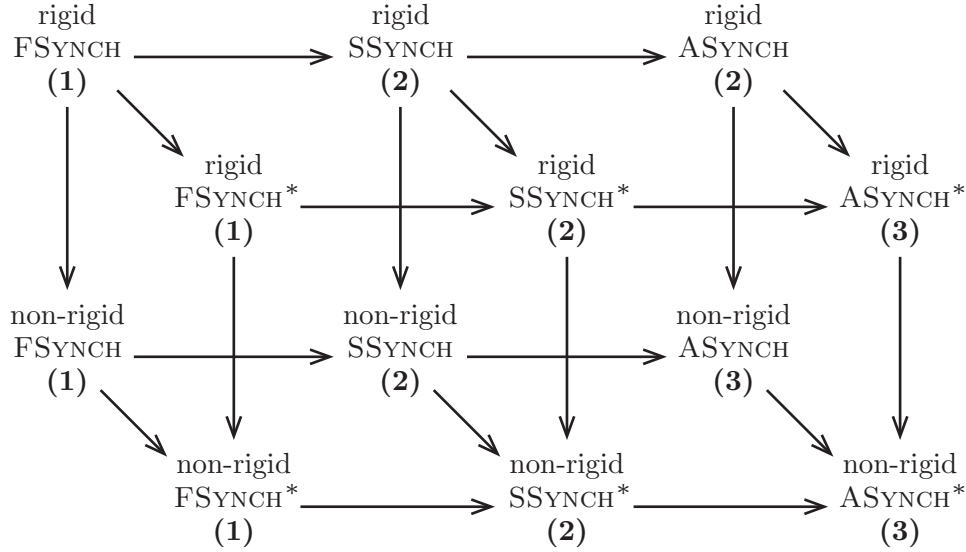 rigid
FSYNCH
(1)
rigid
SSYNCH
(2)
rigid
ASYNCH
(2)
rigid
FSYNCH*
(1)
rigid
SSYNCH*
(2)
rigid
ASYNCH*
(3)
non-rigid
FSYNCH
(1)
non-rigid
SSYNCH
(2)
non-rigid
ASYNCH
(3)
non-rigid
FSYNCH*
(1)
non-rigid
SSYNCH*
(2)
non-rigid
ASYNCH*
(3)